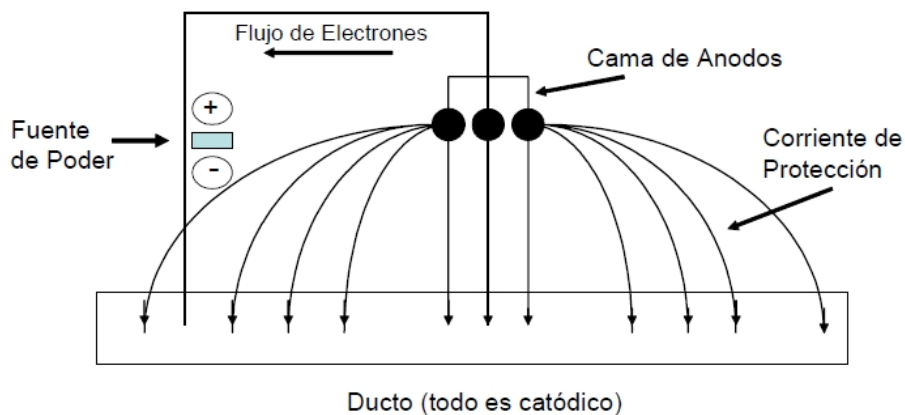 Flujo de Electrones
Cama de Anodos
+
Fuente
de Poder
-
Corriente de
Protección
Ducto (todo es catódico)